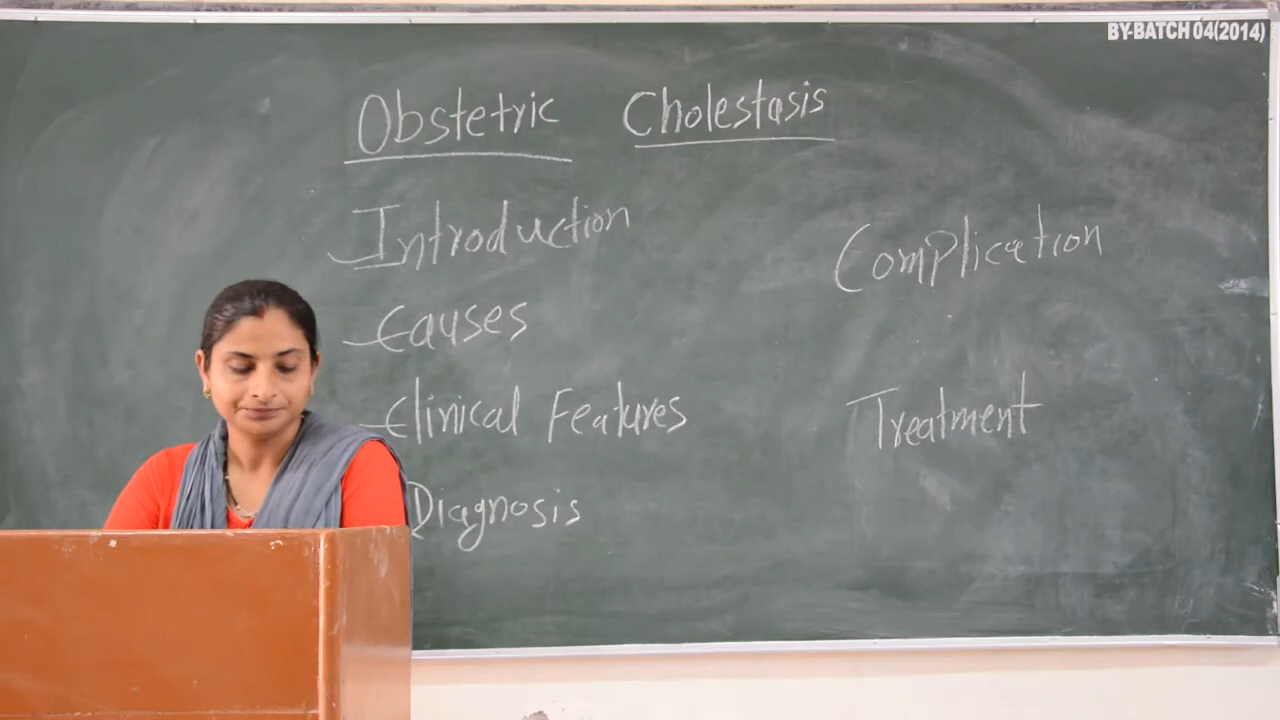 BY-BATCH 04(2014)
Obstetric Cholestasis
Introduction
Causes
Clinical Features
Diagnosis
Complication
Treatment